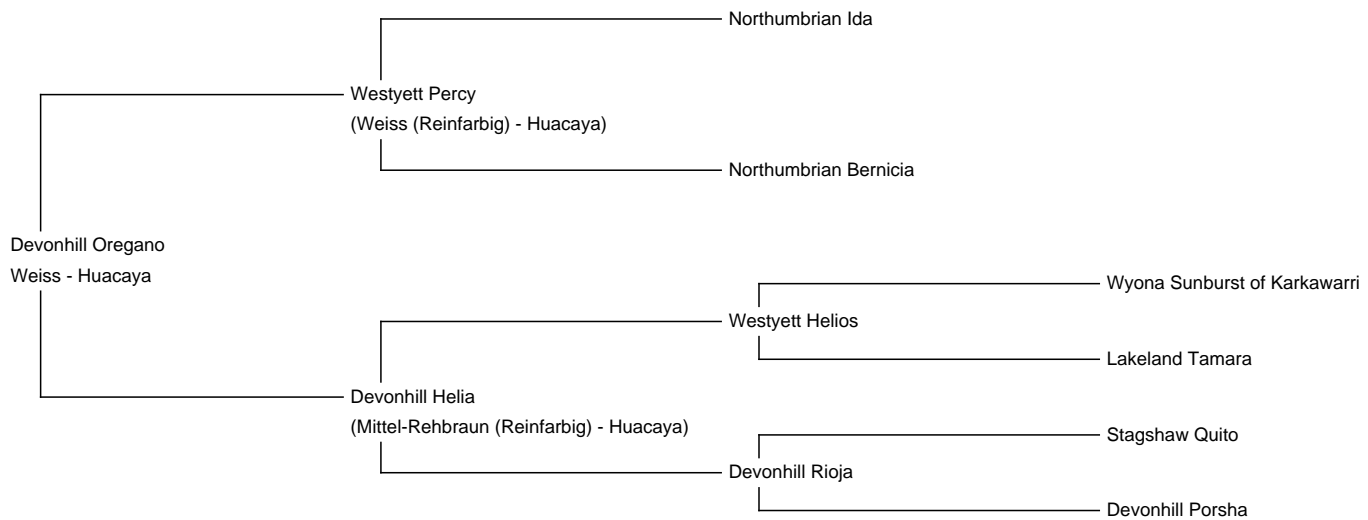 Northumbrian Ida
Westyett Percy
(Weiss (Reinfarbig) - Huacaya)
Northumbrian Bernicia
Devonhill Oregano
Weiss - Huacaya
Wyona Sunburst of Karkawarri
Westyett Helios
Lakeland Tamara
Devonhill Helia
(Mittel-Rehbraun (Reinfarbig) - Huacaya)
Stagshaw Quito
Devonhill Rioja
Devonhill Porsha